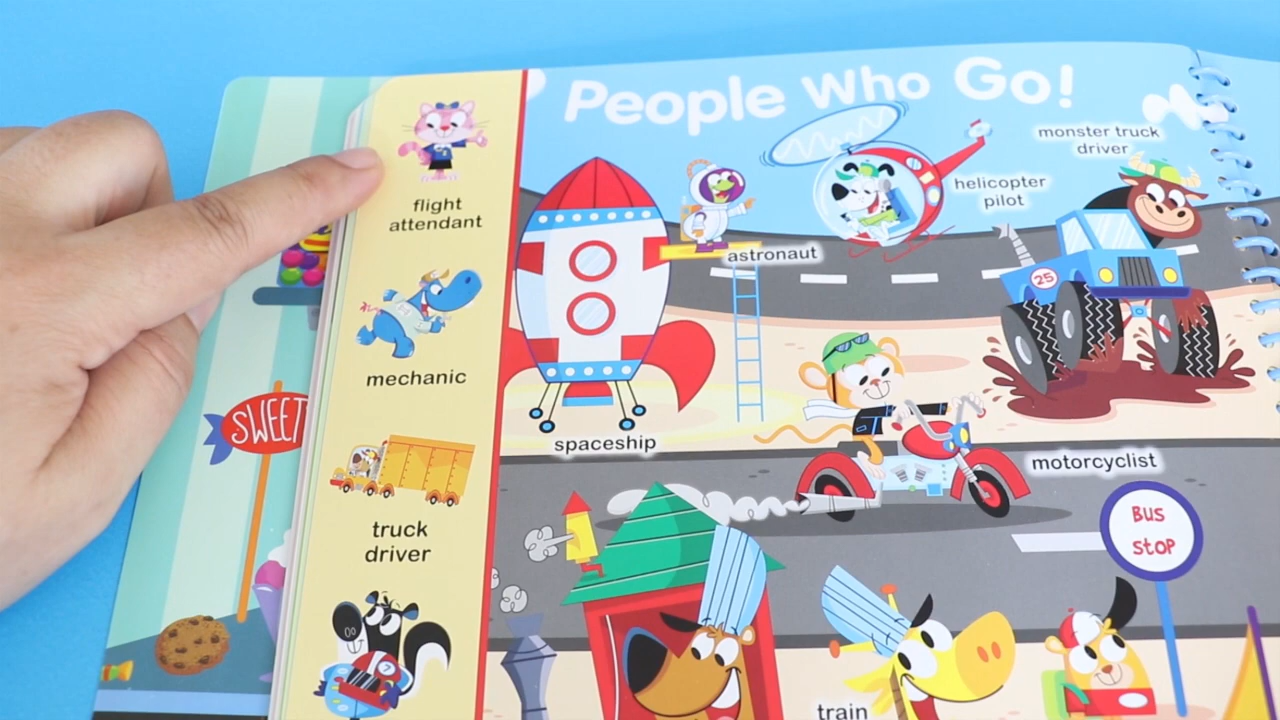 People Who Go!
flight
attendant
mechanic
truck
driver
7
astronaut
helicopter
pilot
monster truck
driver
25
spaceship
motorcyclist
BUS
STOP
train
SWEET